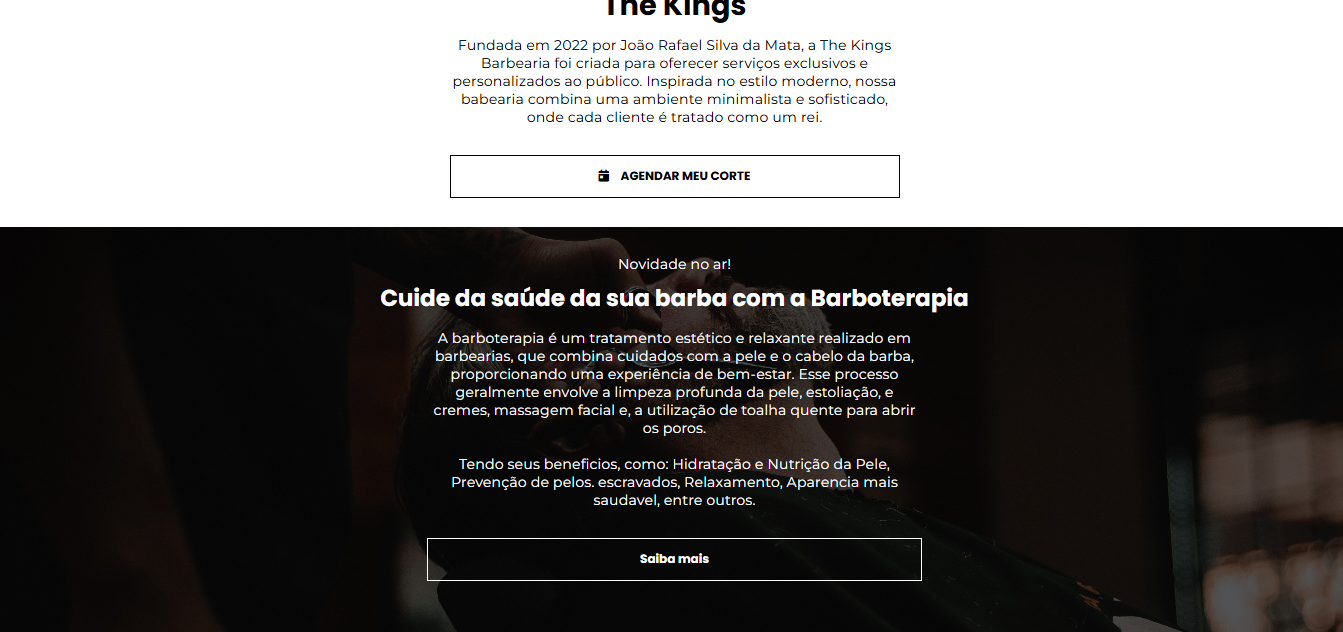 The Kings
Fundada em 2022 por João Rafael Silva da Mata, a The Kings
Barbearia foi criada para oferecer serviços exclusivos e
personalizados ao público. Inspirada no estilo moderno, nossa
babearia combina uma ambiente minimalista e sofisticado,
onde cada cliente é tratado como um rei.
AGENDAR MEU CORTE
Novidade no ar!
Cuide da saúde da sua barba com a Barboterapia
A barboterapia é um tratamento estético e relaxante realizado em
barbearias, que combina cuidados com a pele e o cabelo da barba,
proporcionando uma experiência de bem-estar. Esse processo
geralmente envolve a limpeza profunda da pele, estoliação, e
cremes, massagem facial e, a utilização de toalha quente para abrir
os poros.
Tendo seus beneficios, como: Hidratação e Nutrição da Pele,
Prevenção de pelos. escravados, Relaxamento, Aparencia mais
saudavel, entre outros.
Saiba mais